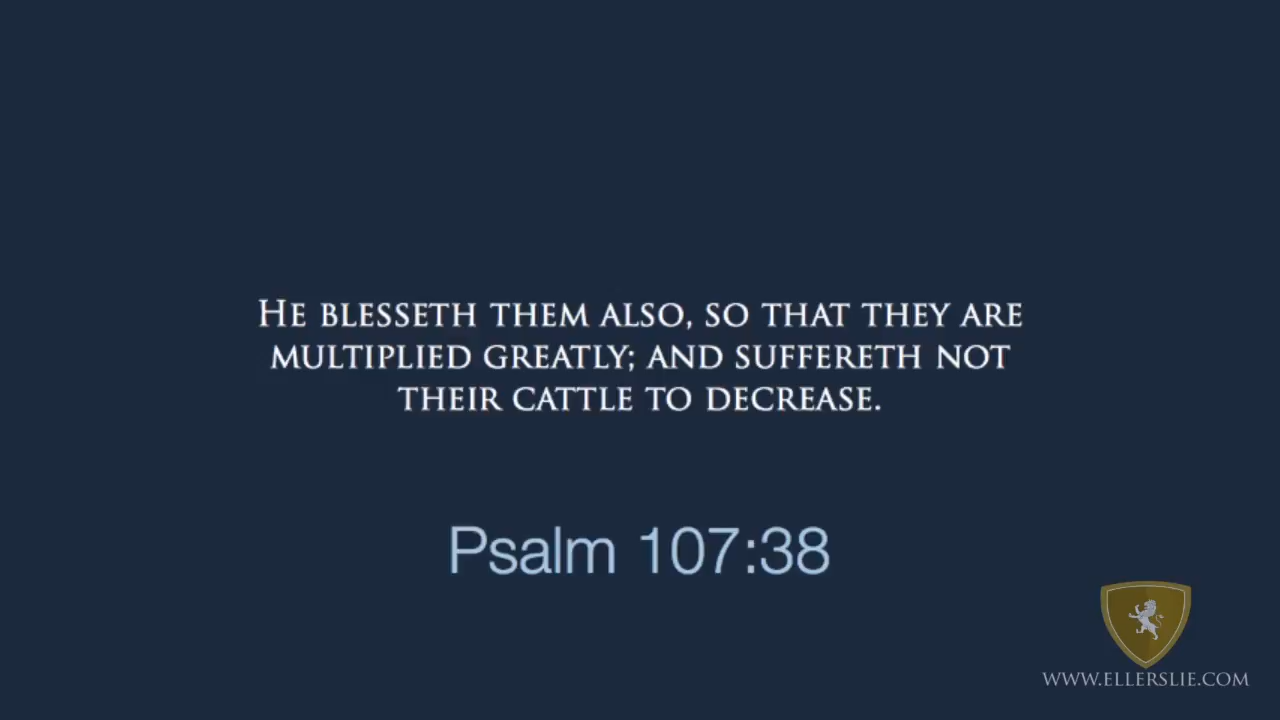 He blesseth them also, so that they are
multiplied greatly; and suffereth not
their cattle to decrease.
Psalm 107:38
www.ellerslie.com